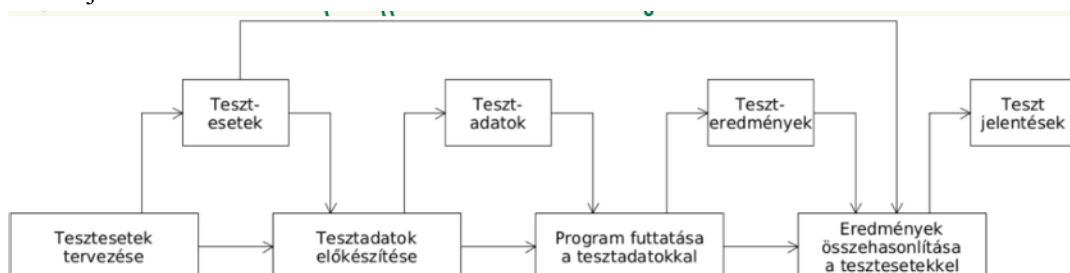 Teszt-
esetek
Teszt-
adatok
Teszt-
eredmények
Teszt
jelentések
Tesztesetek
tervezése
Tesztadatok
előkészítése
Program futtatása
a tesztadatokkal
Eredmények
összehasonlítása
a tesztesetekkel